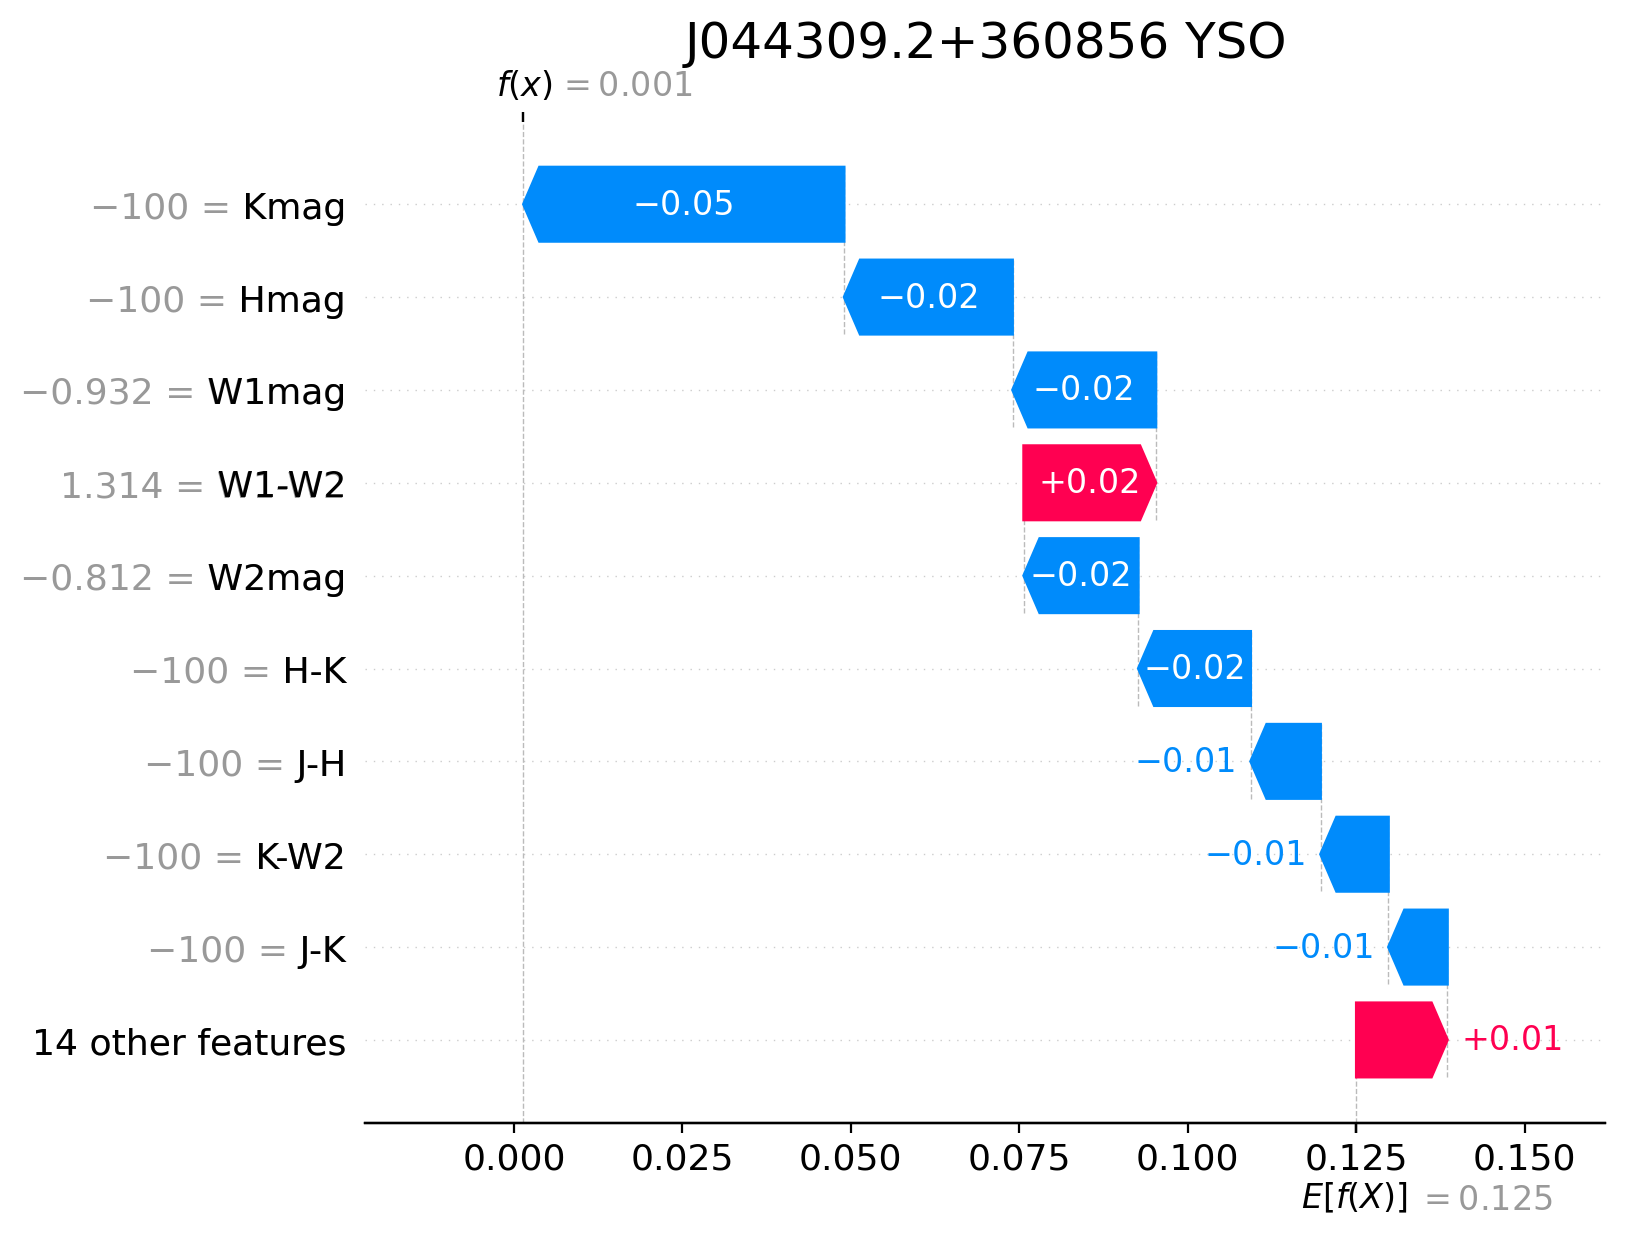 J044309.2+360856 YSO
f(x) = 0.001
−100 = Kmag
−0.05
−100 = Hmag
−0.02
−0.932 = W1mag
−0.02
1.314 = W1-W2
+0.02
−0.812 = W2mag
−0.02
−100 = H-K
−0.02
−100 = J-H
−0.01
−100 = K-W2
−0.01
−100 = J-K
−0.01
14 other features
+0.01
0.000 0.025 0.050 0.075 0.100 0.125 0.150
E[f(X)] = 0.125